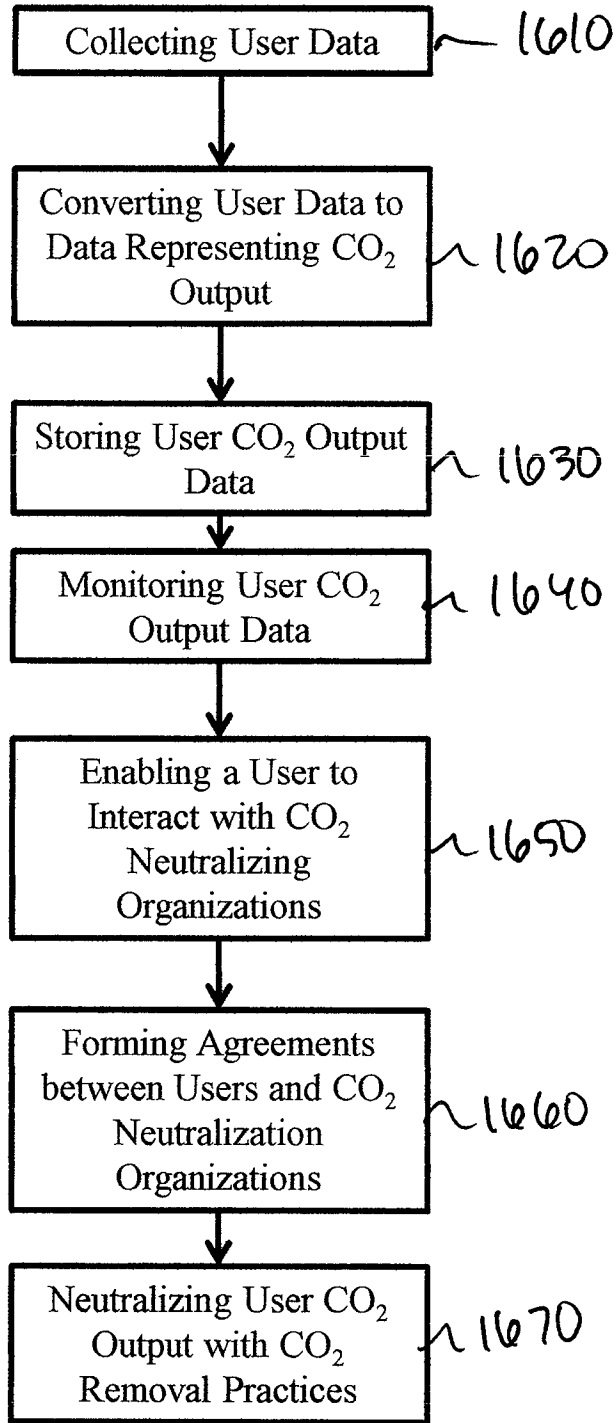 Collecting User Data 1610
Converting User Data to
Data Representing CO₂ 1620
Output
Storing User CO₂ Output
Data 1630
Monitoring User CO₂ 1640
Output Data
Enabling a User to
Interact with CO₂
Neutralizing 1650
Organizations
Forming Agreements
between Users and CO₂
Neutralization 1660
Organizations
Neutralizing User CO₂
Output with CO₂ 1670
Removal Practices